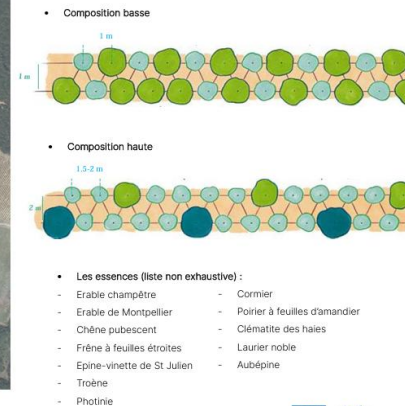 • Composition basse
1 m
1 m
• Composition haute
1.5-2 m
2 m
• Les essences (liste non exhaustive) :
- Erable champêtre
- Erable de Montpellier
- Chêne pubescent
- Frêne à feuilles étroites
- Epine-vinette de St Julien
- Troène
- Photinie
- Cormier
- Poirier à feuilles d'amandier
- Clématite des haies
- Laurier noble
- Aubépine